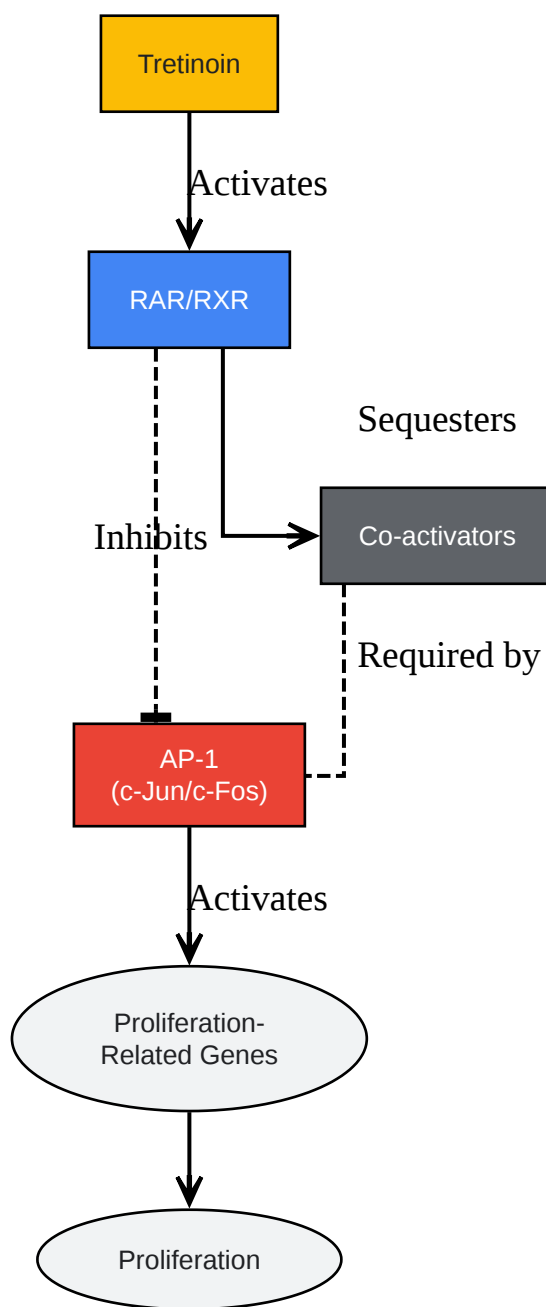 Tretinoin
Activates
RAR/RXR
Sequesters
Inhibits
Co-activators
Required by
AP-1
(c-Jun/c-Fos)
Activates
Proliferation-
Related Genes
Proliferation